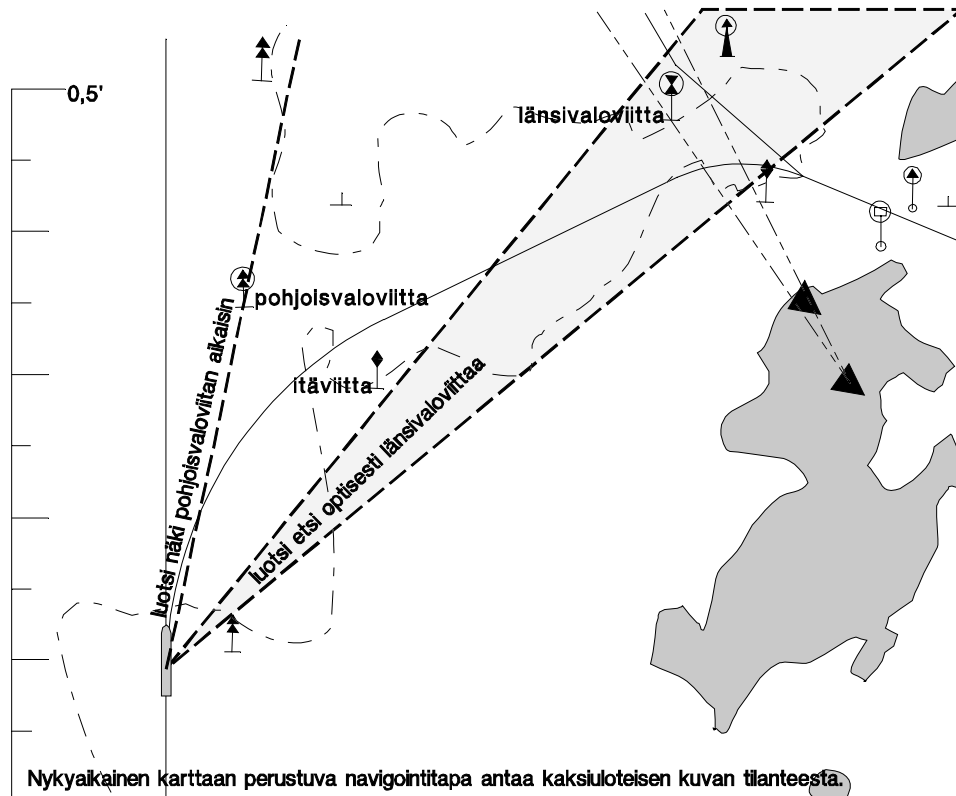 0,5'
länsivaloviitta
pohjoisvaloviitta
itäviitta
luotsi näki pohjoisvaloviitan aikaisin
luotsi etsi optisesti länsivaloviittaa
Nykyaikainen karttaan perustuva navigointitapa antaa kaksiuloteisen kuvan tilanteesta.